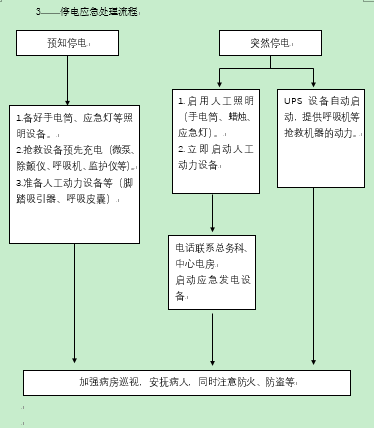 3——停电应急处理流程
预知停电
突然停电
1.备好手电筒、应急灯等照
明设备。
2.抢救设备预先充电（微泵、
除颤仪、呼吸机、监护仪等）。
3.准备人工动力设备等（脚
踏吸引器、呼吸皮囊）
1.启用人工照明
（手电筒、蜡烛、
应急灯）。
2.立即启动人工
动力设备。
UPS 设备自动启
动，提供呼吸机等
抢救机器的动力。
电话联系总务科、
中心电房。
启动应急发电设
备。
加强病房巡视，安抚病人，同时注意防火、防盗等